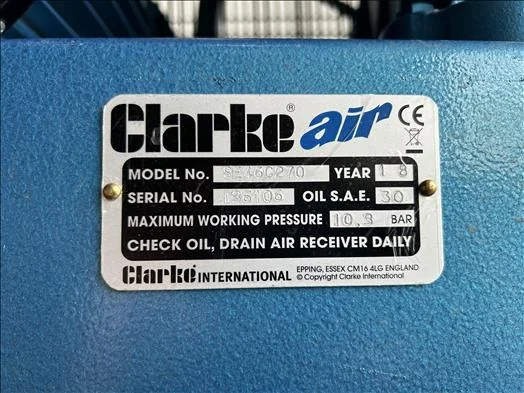 Clarke® air CE
MODEL No. SE46C270 YEAR 18
SERIAL No. OIL S.A.E. 30
MAXIMUM WORKING PRESSURE 10.3 BAR
CHECK OIL, DRAIN AIR RECEIVER DAILY
Clarke® INTERNATIONAL EPPING, ESSEX CM16 4LG ENGLAND
© Copyright Clarke International